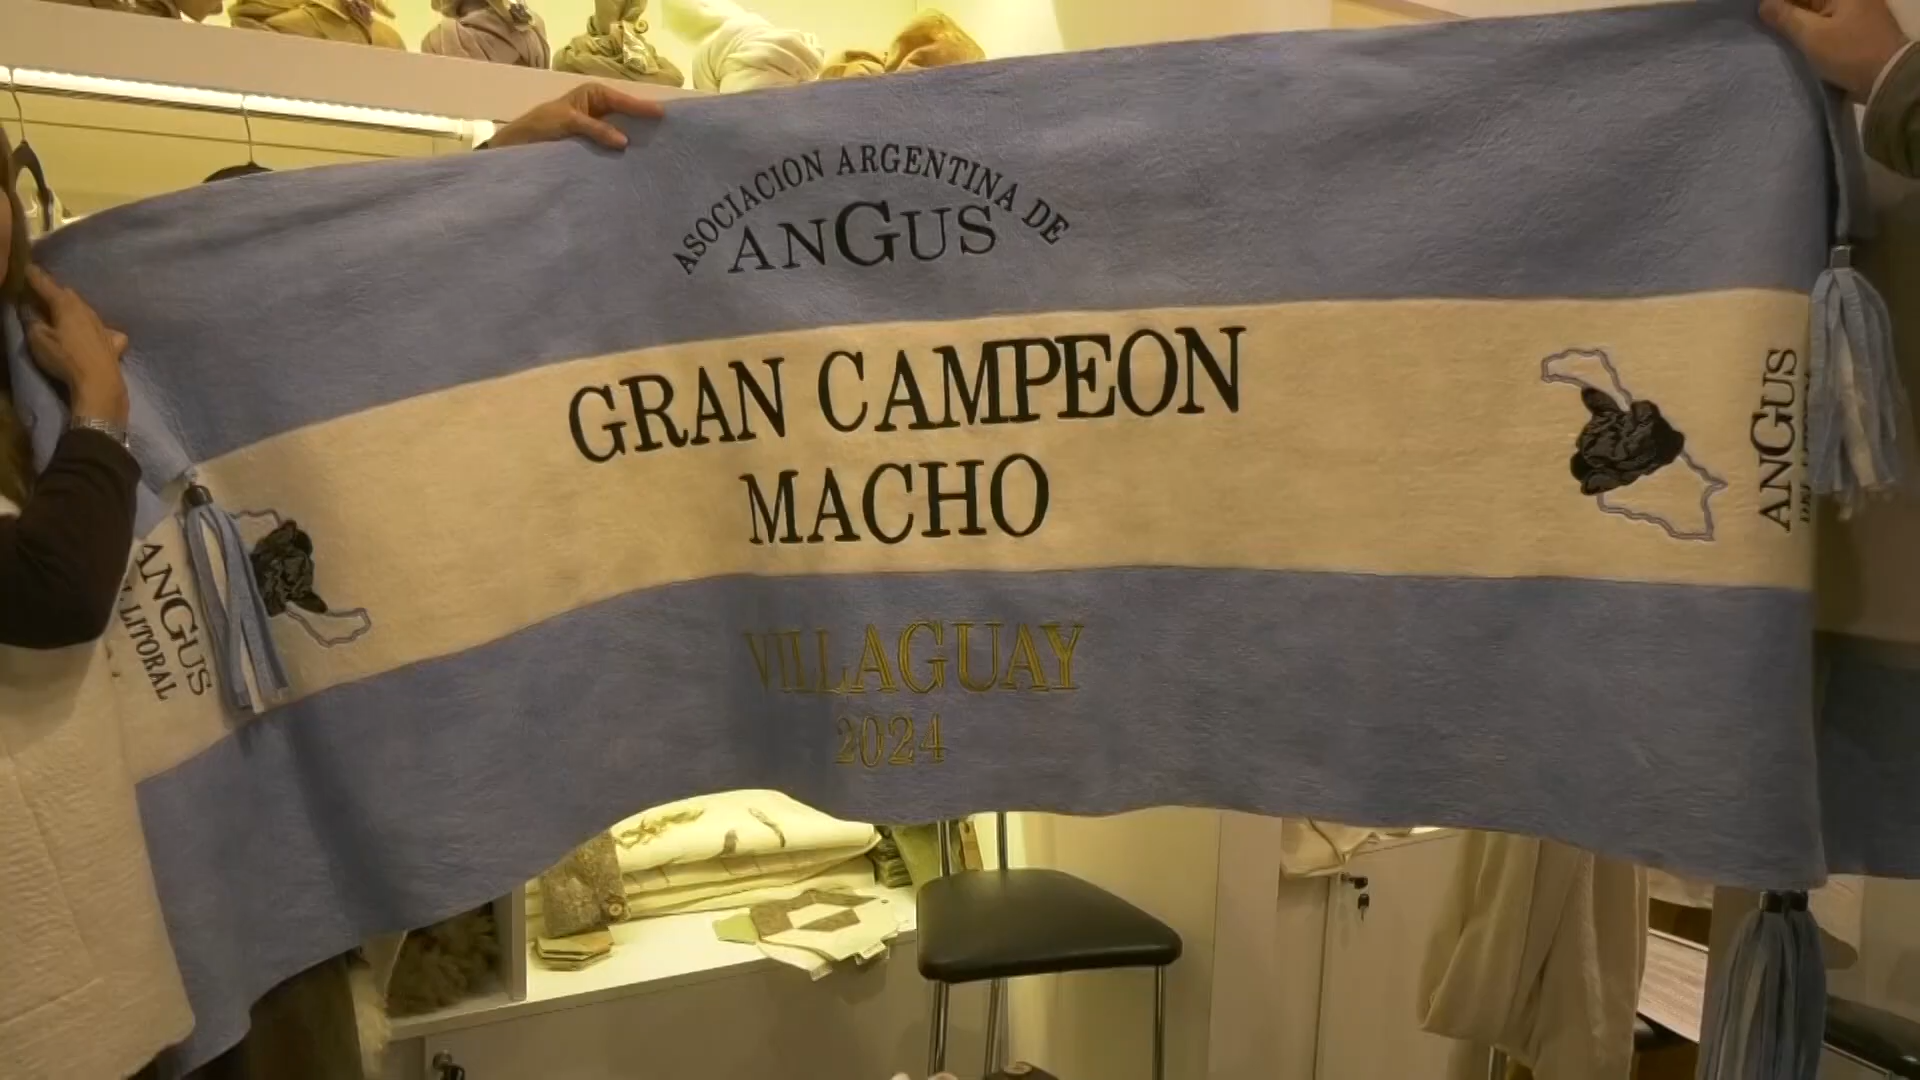 ASOCIACION ARGENTINA DE
ANGUS
GRAN CAMPEON
MACHO
VILLAGUAY
2024
ANGUS
LITORAL
ANGUS